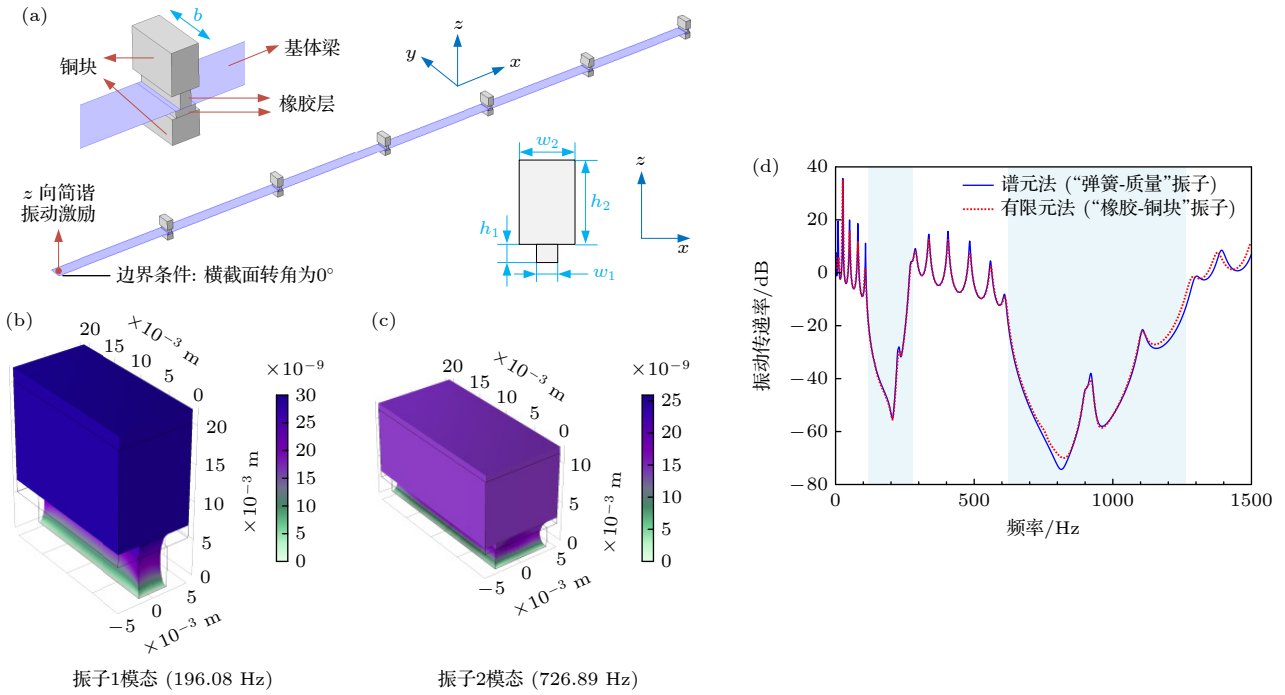 (a)
b
铜块
基体梁
橡胶层
z
y
x
z 向简谐
振动激励
边界条件: 横截面转角为0°
w2
h2
h1
w1
z
x
(b)
20
15
10
5
0
×10−3 m
20
15
10
5
0
×10−3 m
−5
0
5
×10−3 m
×10−9
30
25
20
15
10
5
0
×10−3 m
振子1模态 (196.08 Hz)
(c)
20
15
10
5
0
×10−3 m
10
5
0
×10−3 m
−5
0
5
×10−3 m
×10−9
25
20
15
10
5
0
m
振子2模态 (726.89 Hz)
(d)
谱元法 (“弹簧-质量”振子)
有限元法 (“橡胶-铜块”振子)
40
20
0
−20
−40
−60
−80
振动传递率/dB
0
500
1000
1500
频率/Hz